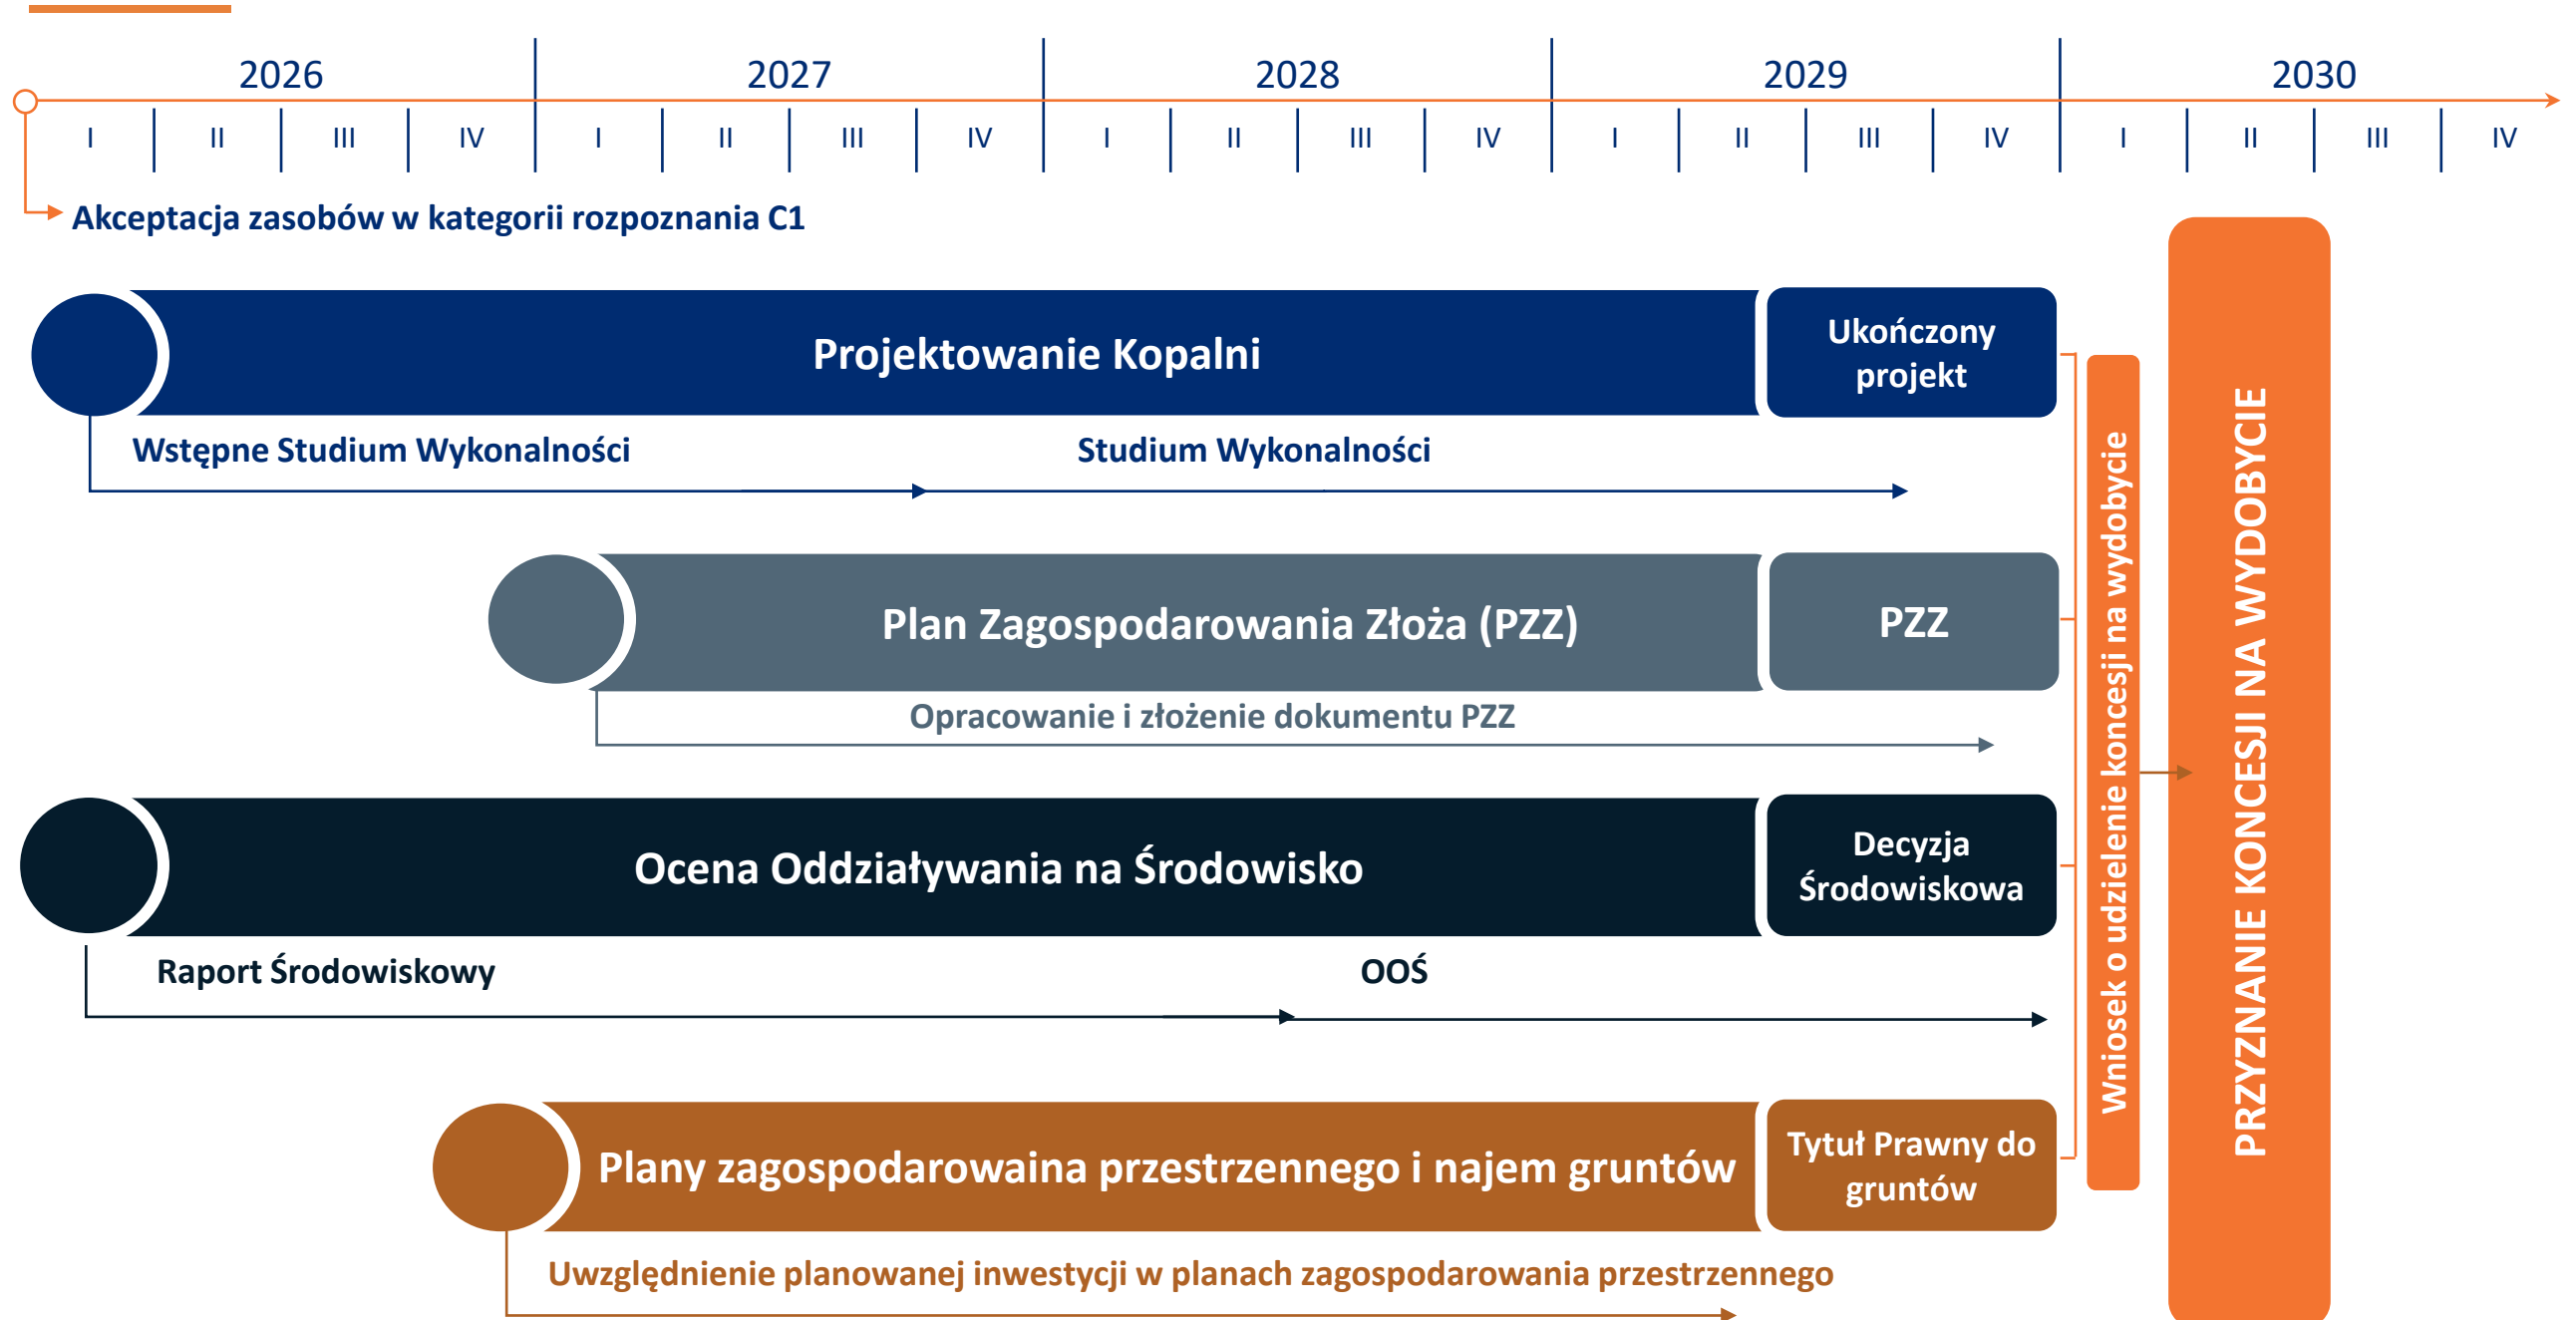 2026 2027 2028 2029 2030
I II III IV I II III IV I II III IV I II III IV I II III IV
Akceptacja zasobów w kategorii rozpoznania C1
Projektowanie Kopalni
Ukończony
projekt
Wstępne Studium Wykonalności
Studium Wykonalności
Plan Zagospodarowania Złoża (PZZ)
PZZ
Opracowanie i złożenie dokumentu PZZ
Ocena Oddziaływania na Środowisko
Decyzja
Środowiskowa
Raport Środowiskowy
OOŚ
Plany zagospodarowaina przestrzennego i najem gruntów
Tytuł Prawny do
gruntów
Uwzględnienie planowanej inwestycji w planach zagospodarowania przestrzennego
Wniosek o udzielenie koncesji na wydobycie
PRZYZNANIE KONCESJI NA WYDOBYCIE